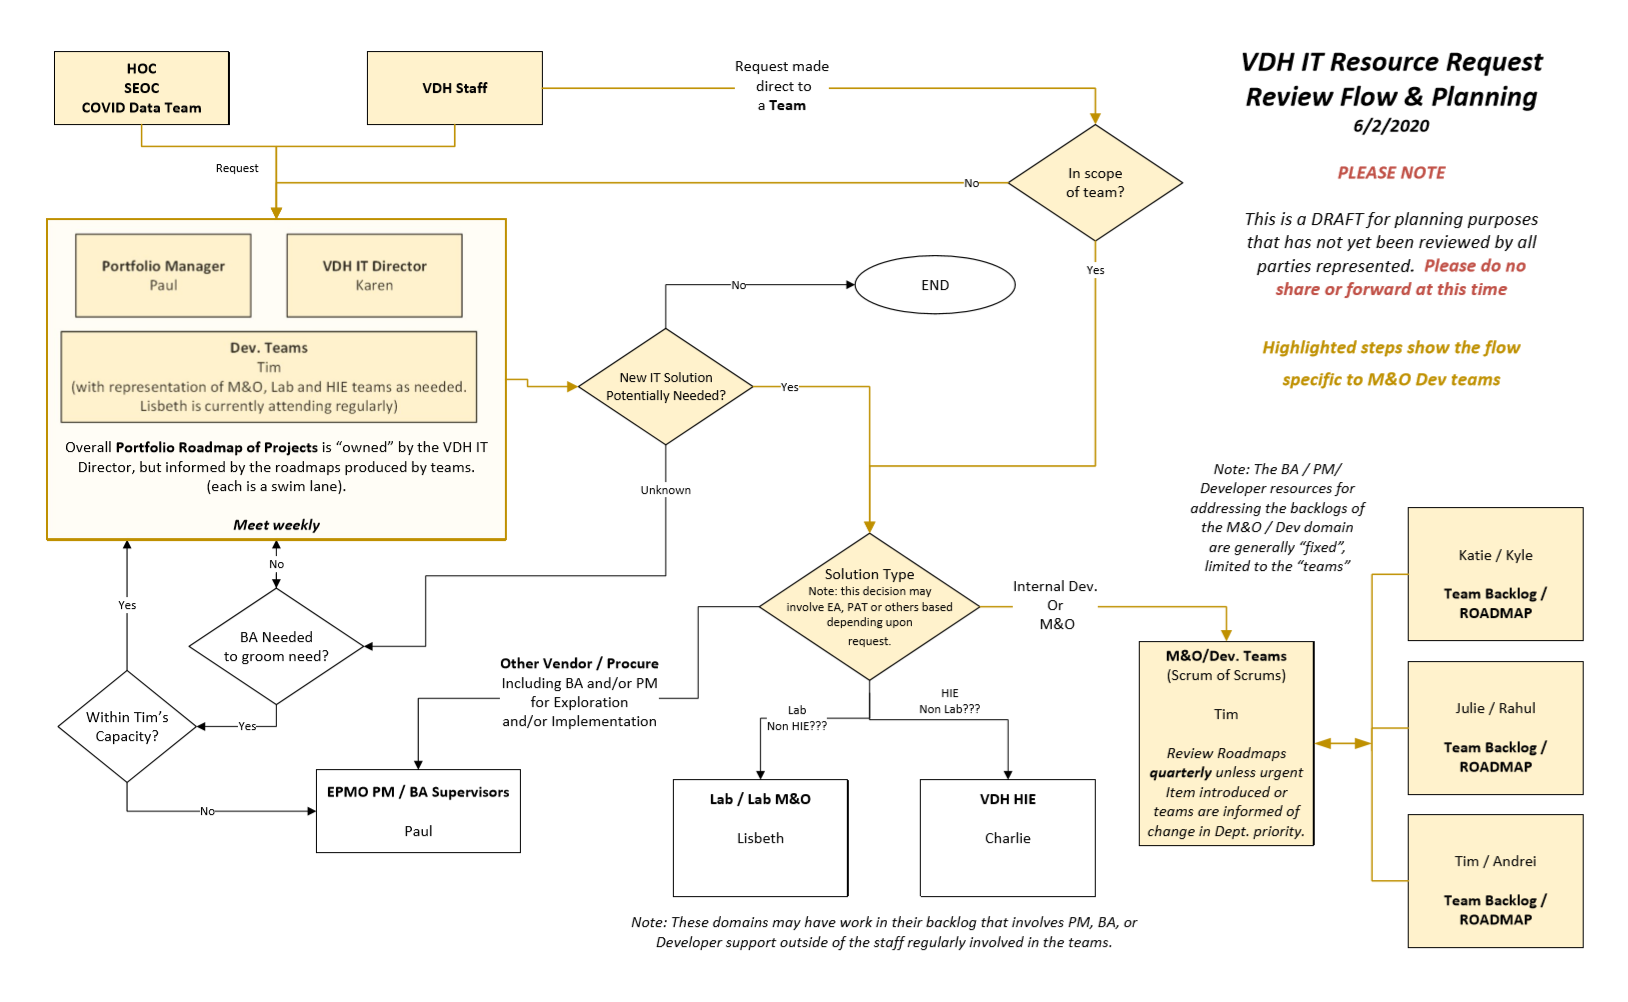 HOC
SEOC
COVID Data Team
VDH Staff
Request made
direct to
a Team
VDH IT Resource Request
Review Flow & Planning
6/2/2020
PLEASE NOTE
This is a DRAFT for planning purposes
that has not yet been reviewed by all
parties represented. Please do no
share or forward at this time
Highlighted steps show the flow
specific to M&O Dev teams
Request
No
In scope
of team?
Yes
Portfolio Manager
Paul
VDH IT Director
Karen
Dev. Teams
Tim
(with representation of M&O, Lab and HIE teams as needed.
Lisbeth is currently attending regularly)
Overall Portfolio Roadmap of Projects is “owned” by the VDH IT
Director, but informed by the roadmaps produced by teams.
(each is a swim lane).
Meet weekly
No
END
New IT Solution
Potentially Needed?
Yes
Unknown
No
Yes
BA Needed
to groom need?
Yes
Within Tim’s
Capacity?
No
Solution Type
Note: this decision may
involve EA, PAT or others based
depending upon
request.
Internal Dev.
Or
M&O
Other Vendor / Procure
Including BA and/or PM
for Exploration
and/or Implementation
Lab
Non HIE???
HIE
Non Lab???
EPMO PM / BA Supervisors
Paul
Lab / Lab M&O
Lisbeth
VDH HIE
Charlie
Note: These domains may have work in their backlog that involves PM, BA, or
Developer support outside of the staff regularly involved in the teams.
Note: The BA / PM/
Developer resources for
addressing the backlogs of
the M&O / Dev domain
are generally “fixed”,
limited to the “teams”
M&O/Dev. Teams
(Scrum of Scrums)
Tim
Review Roadmaps
quarterly unless urgent
Item introduced or
teams are informed of
change in Dept. priority.
Katie / Kyle
Team Backlog /
ROADMAP
Julie / Rahul
Team Backlog /
ROADMAP
Tim / Andrei
Team Backlog /
ROADMAP